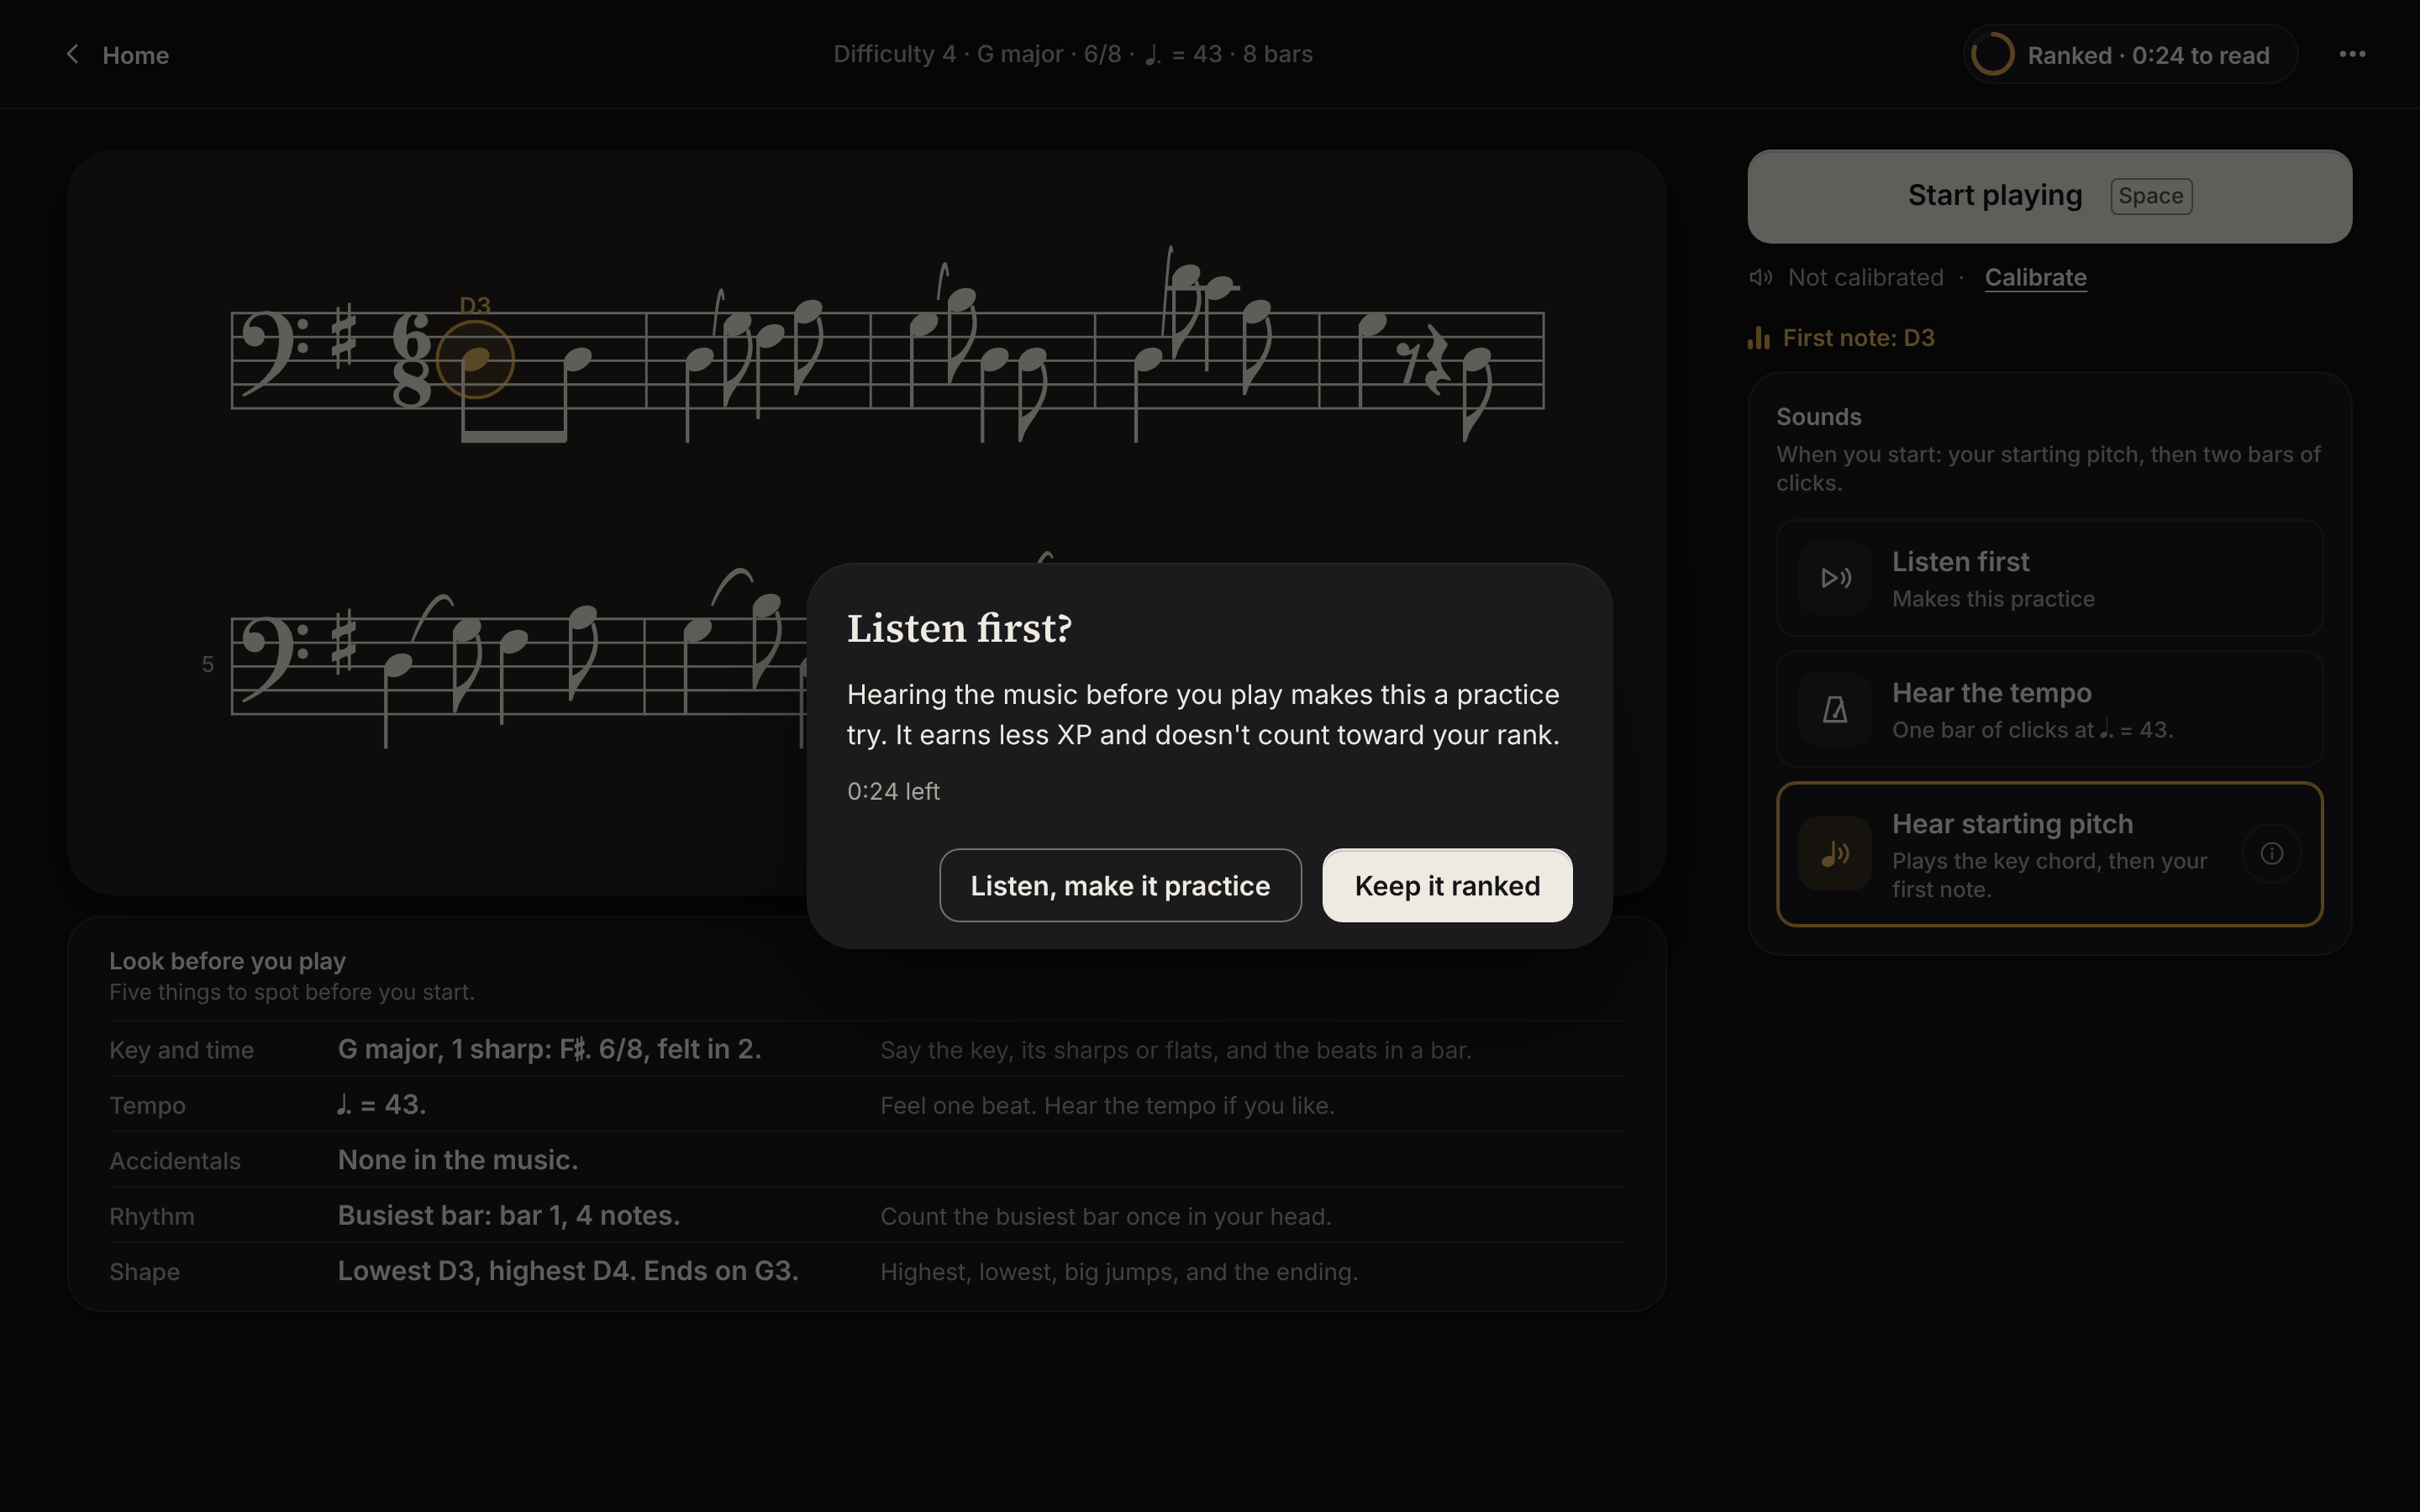 Home
Difficulty 4 · G major · 6/8 · ♩. = 43 · 8 bars
Ranked · 0:24 to read
Start playing Space
Not calibrated · Calibrate
First note: D3
D3
6
8
5
Sounds
When you start: your starting pitch, then two bars of
clicks.
Listen first
Makes this practice
Hear the tempo
One bar of clicks at ♩. = 43.
Hear starting pitch
Plays the key chord, then your
first note.
Listen first?
Hearing the music before you play makes this a practice
try. It earns less XP and doesn't count toward your rank.
0:24 left
Listen, make it practice
Keep it ranked
Look before you play
Five things to spot before you start.
Key and time G major, 1 sharp: F♯. 6/8, felt in 2. Say the key, its sharps or flats, and the beats in a bar.
Tempo ♩. = 43. Feel one beat. Hear the tempo if you like.
Accidentals None in the music.
Rhythm Busiest bar: bar 1, 4 notes. Count the busiest bar once in your head.
Shape Lowest D3, highest D4. Ends on G3. Highest, lowest, big jumps, and the ending.